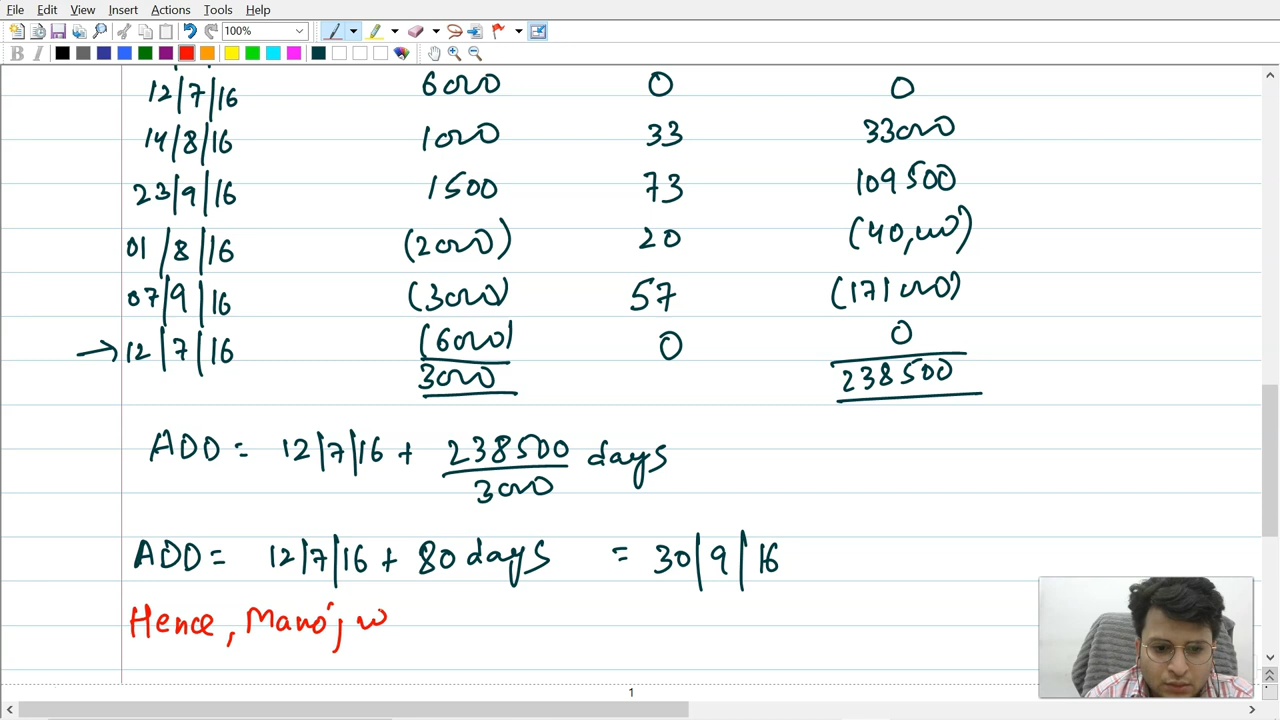 File Edit View Insert Actions Tools Help
100%
B I
12/7/16 6000 0 0
14/8/16 1000 33 33000
23/9/16 1500 73 109500
01/8/16 (2000) 20 (40,000)
07/9/16 (3000) 57 (171000)
→12/7/16 (6000) 0 0
3000 238500
ADD = 12/7/16 + 238500/3000 days
ADD = 12/7/16 + 80 days = 30/9/16
Hence, Manoj w
1